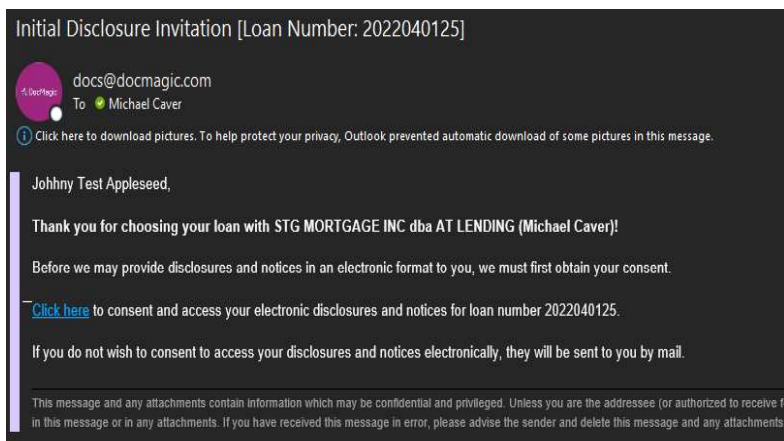 Initial Disclosure Invitation [Loan Number: 2022040125]
DocMagic
docs@docmagic.com
To Michael Caver
Click here to download pictures. To help protect your privacy, Outlook prevented automatic download of some pictures in this message.
Johhny Test Appleseed,
Thank you for choosing your loan with STG MORTGAGE INC dba AT LENDING (Michael Caver)!
Before we may provide disclosures and notices in an electronic format to you, we must first obtain your consent.
Click here to consent and access your electronic disclosures and notices for loan number 2022040125.
If you do not wish to consent to access your disclosures and notices electronically, they will be sent to you by mail.
This message and any attachments contain information which may be confidential and privileged. Unless you are the addressee (or authorized to receive f
in this message or in any attachments. If you have received this message in error, please advise the sender and delete this message and any attachments